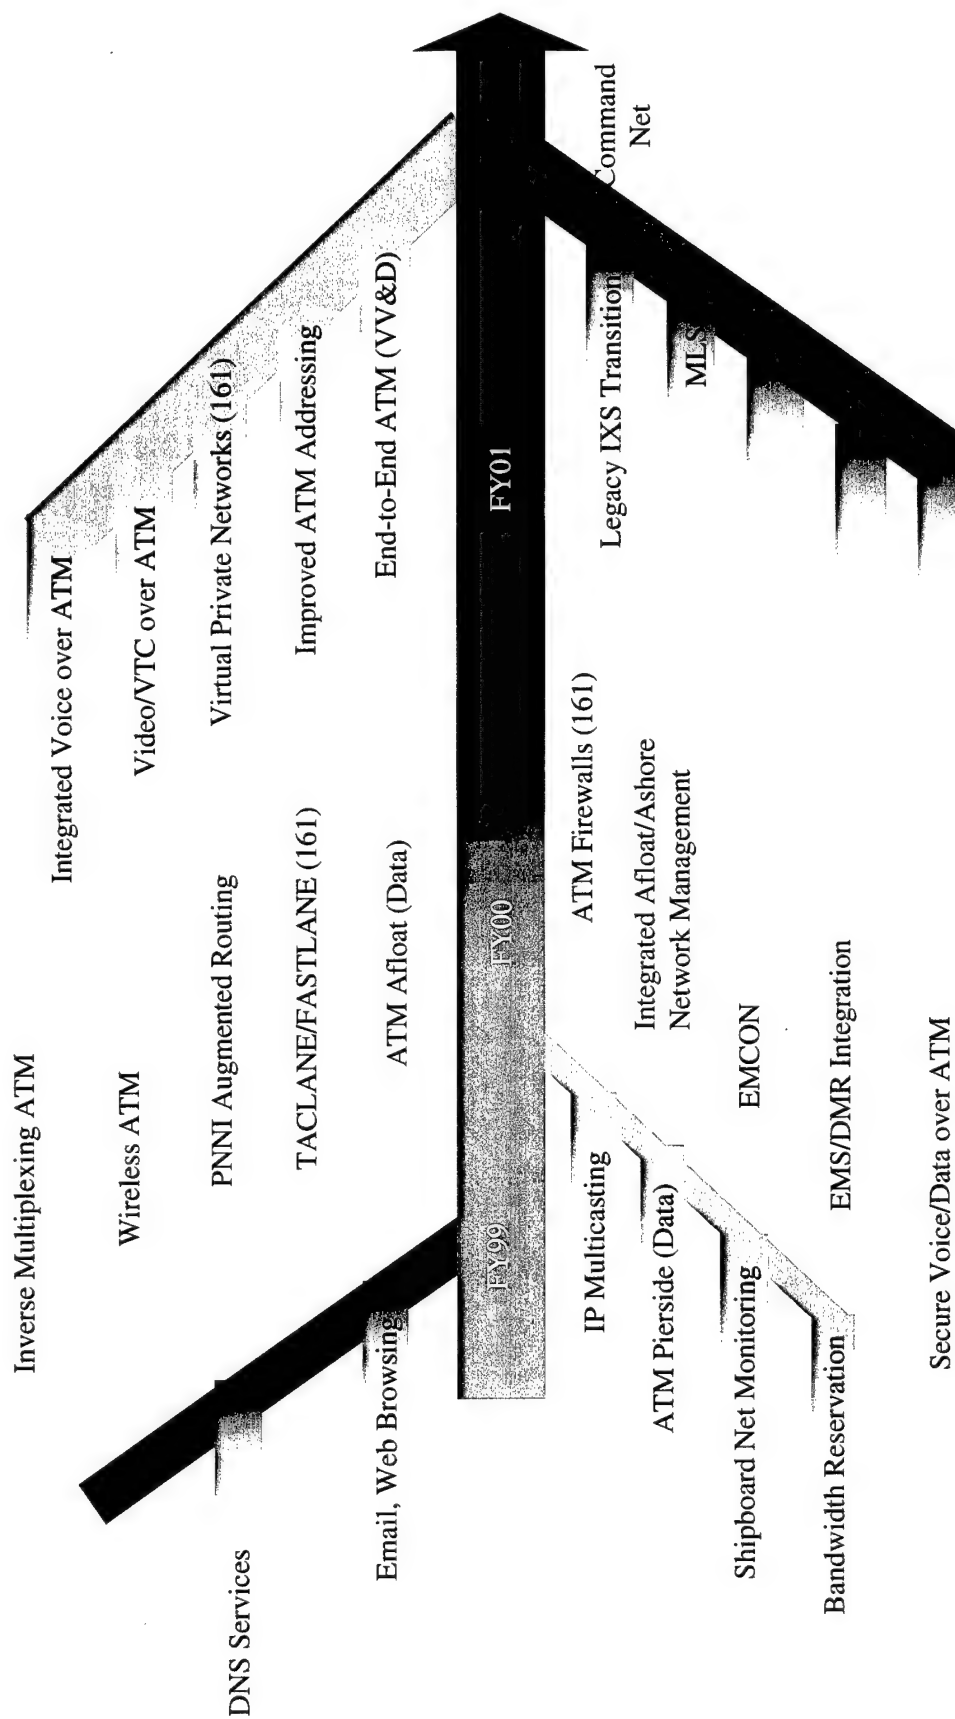 Inverse Multiplexing ATM
Integrated Voice over ATM
Wireless ATM
Video/VTC over ATM
DNS Services
PNNI Augmented Routing
Virtual Private Networks (161)
TACLANE/FASTLANE (161)
Improved ATM Addressing
Email, Web Browsing
ATM Afloat (Data)
End-to-End ATM (VV&D)
FY99
FY00
FY01
IP Multicasting
ATM Firewalls (161)
Legacy IXS Transition
Command
Net
ATM Pierside (Data)
Integrated Afloat/Ashore
Network Management
MLS
Shipboard Net Monitoring
EMCON
Bandwidth Reservation
EMS/DMR Integration
Secure Voice/Data over ATM